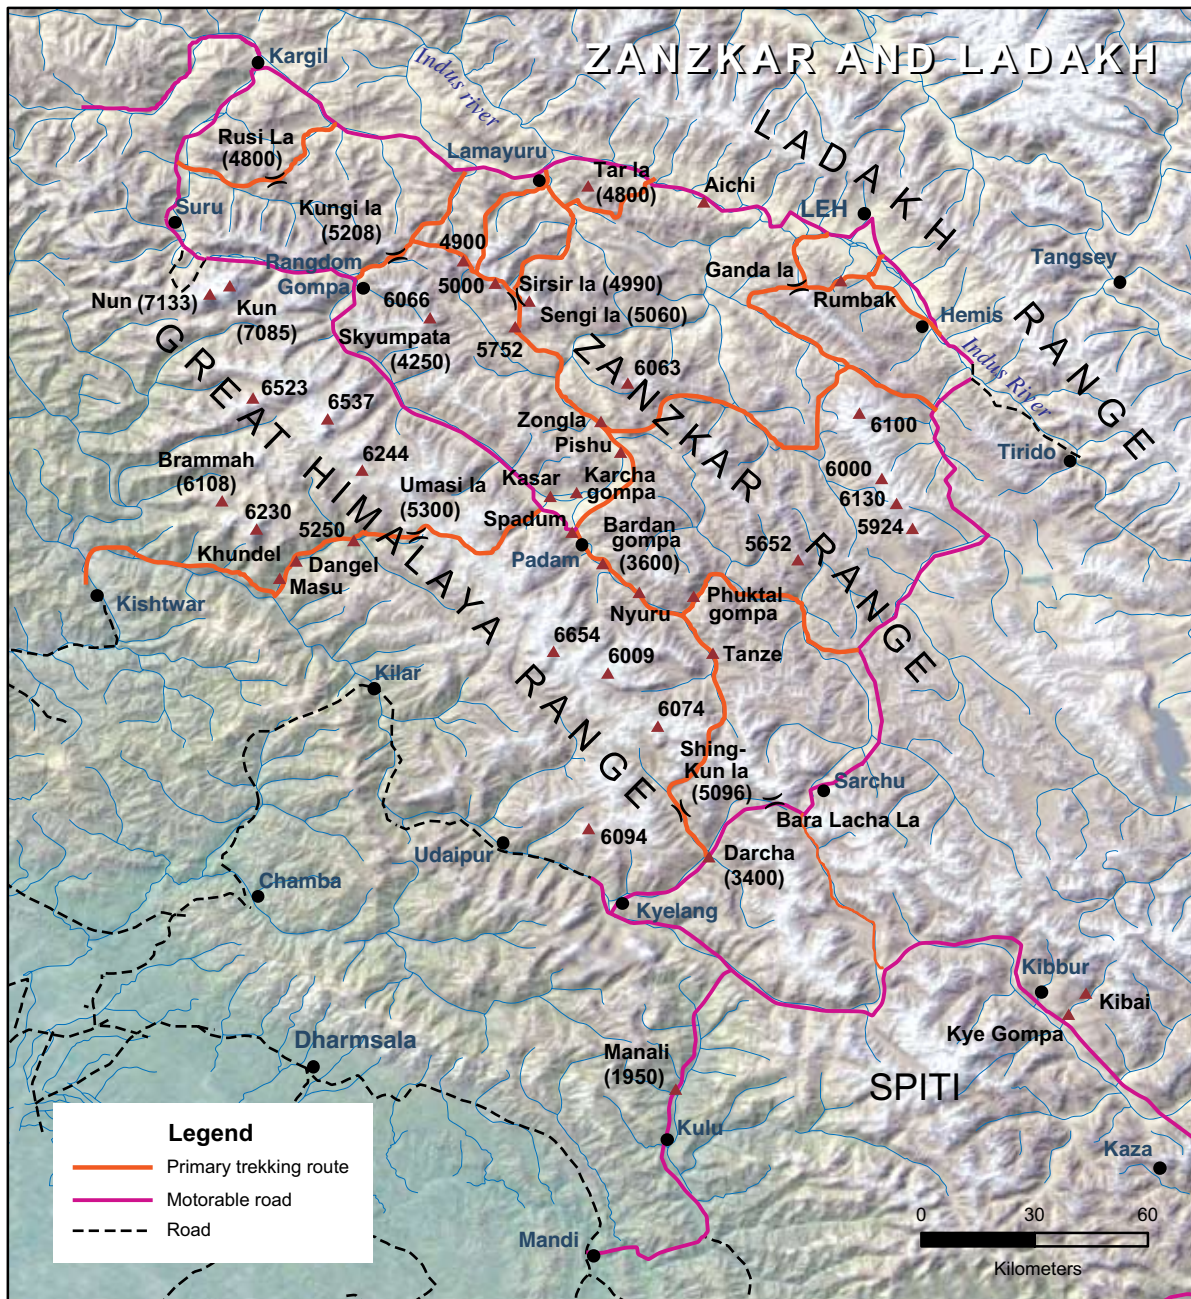 ZANZKAR AND LADAKH
Kargil
Indus river
LADAKH
RANGE
Rusi La
(4800)
Lamayuru
Tar la
(4800)
Aichi
LEH
Suru
Kungi la
(5208)
4900
Rangdom
Gompa
5000
Sirsir la (4990)
Ganda la
Rumbak
Tangsey
Nun (7133)
Kun
(7085)
6066
Skyumpata
(4250)
Sengi la (5060)
Hemis
Indus River
5752
GREAT HIMALAYA RANGE
ZANZKAR RANGE
6523
6537
6063
6100
Zongla
Pishu
Tirido
Brammah
(6108)
6244
Umasi la
(5300)
Kasar
Karcha
gompa
6000
6130
5924
6230
5250
Spadum
Bardan
gompa
(3600)
5652
Khundel
Dangel
Masu
Padam
Kishtwar
Nyuru
Phuktal
gompa
6654
6009
Tanze
Kilar
6074
Shing-
Kun la
(5096)
Sarchu
Bara Lacha La
6094
Udaipur
Darcha
(3400)
Chamba
Kyelang
Kibbur
Kibai
Kye Gompa
Dharmsala
Manali
(1950)
SPITI
Kulu
Kaza
Mandi
Legend
Primary trekking route
Motorable road
Road
0 30 60
Kilometers